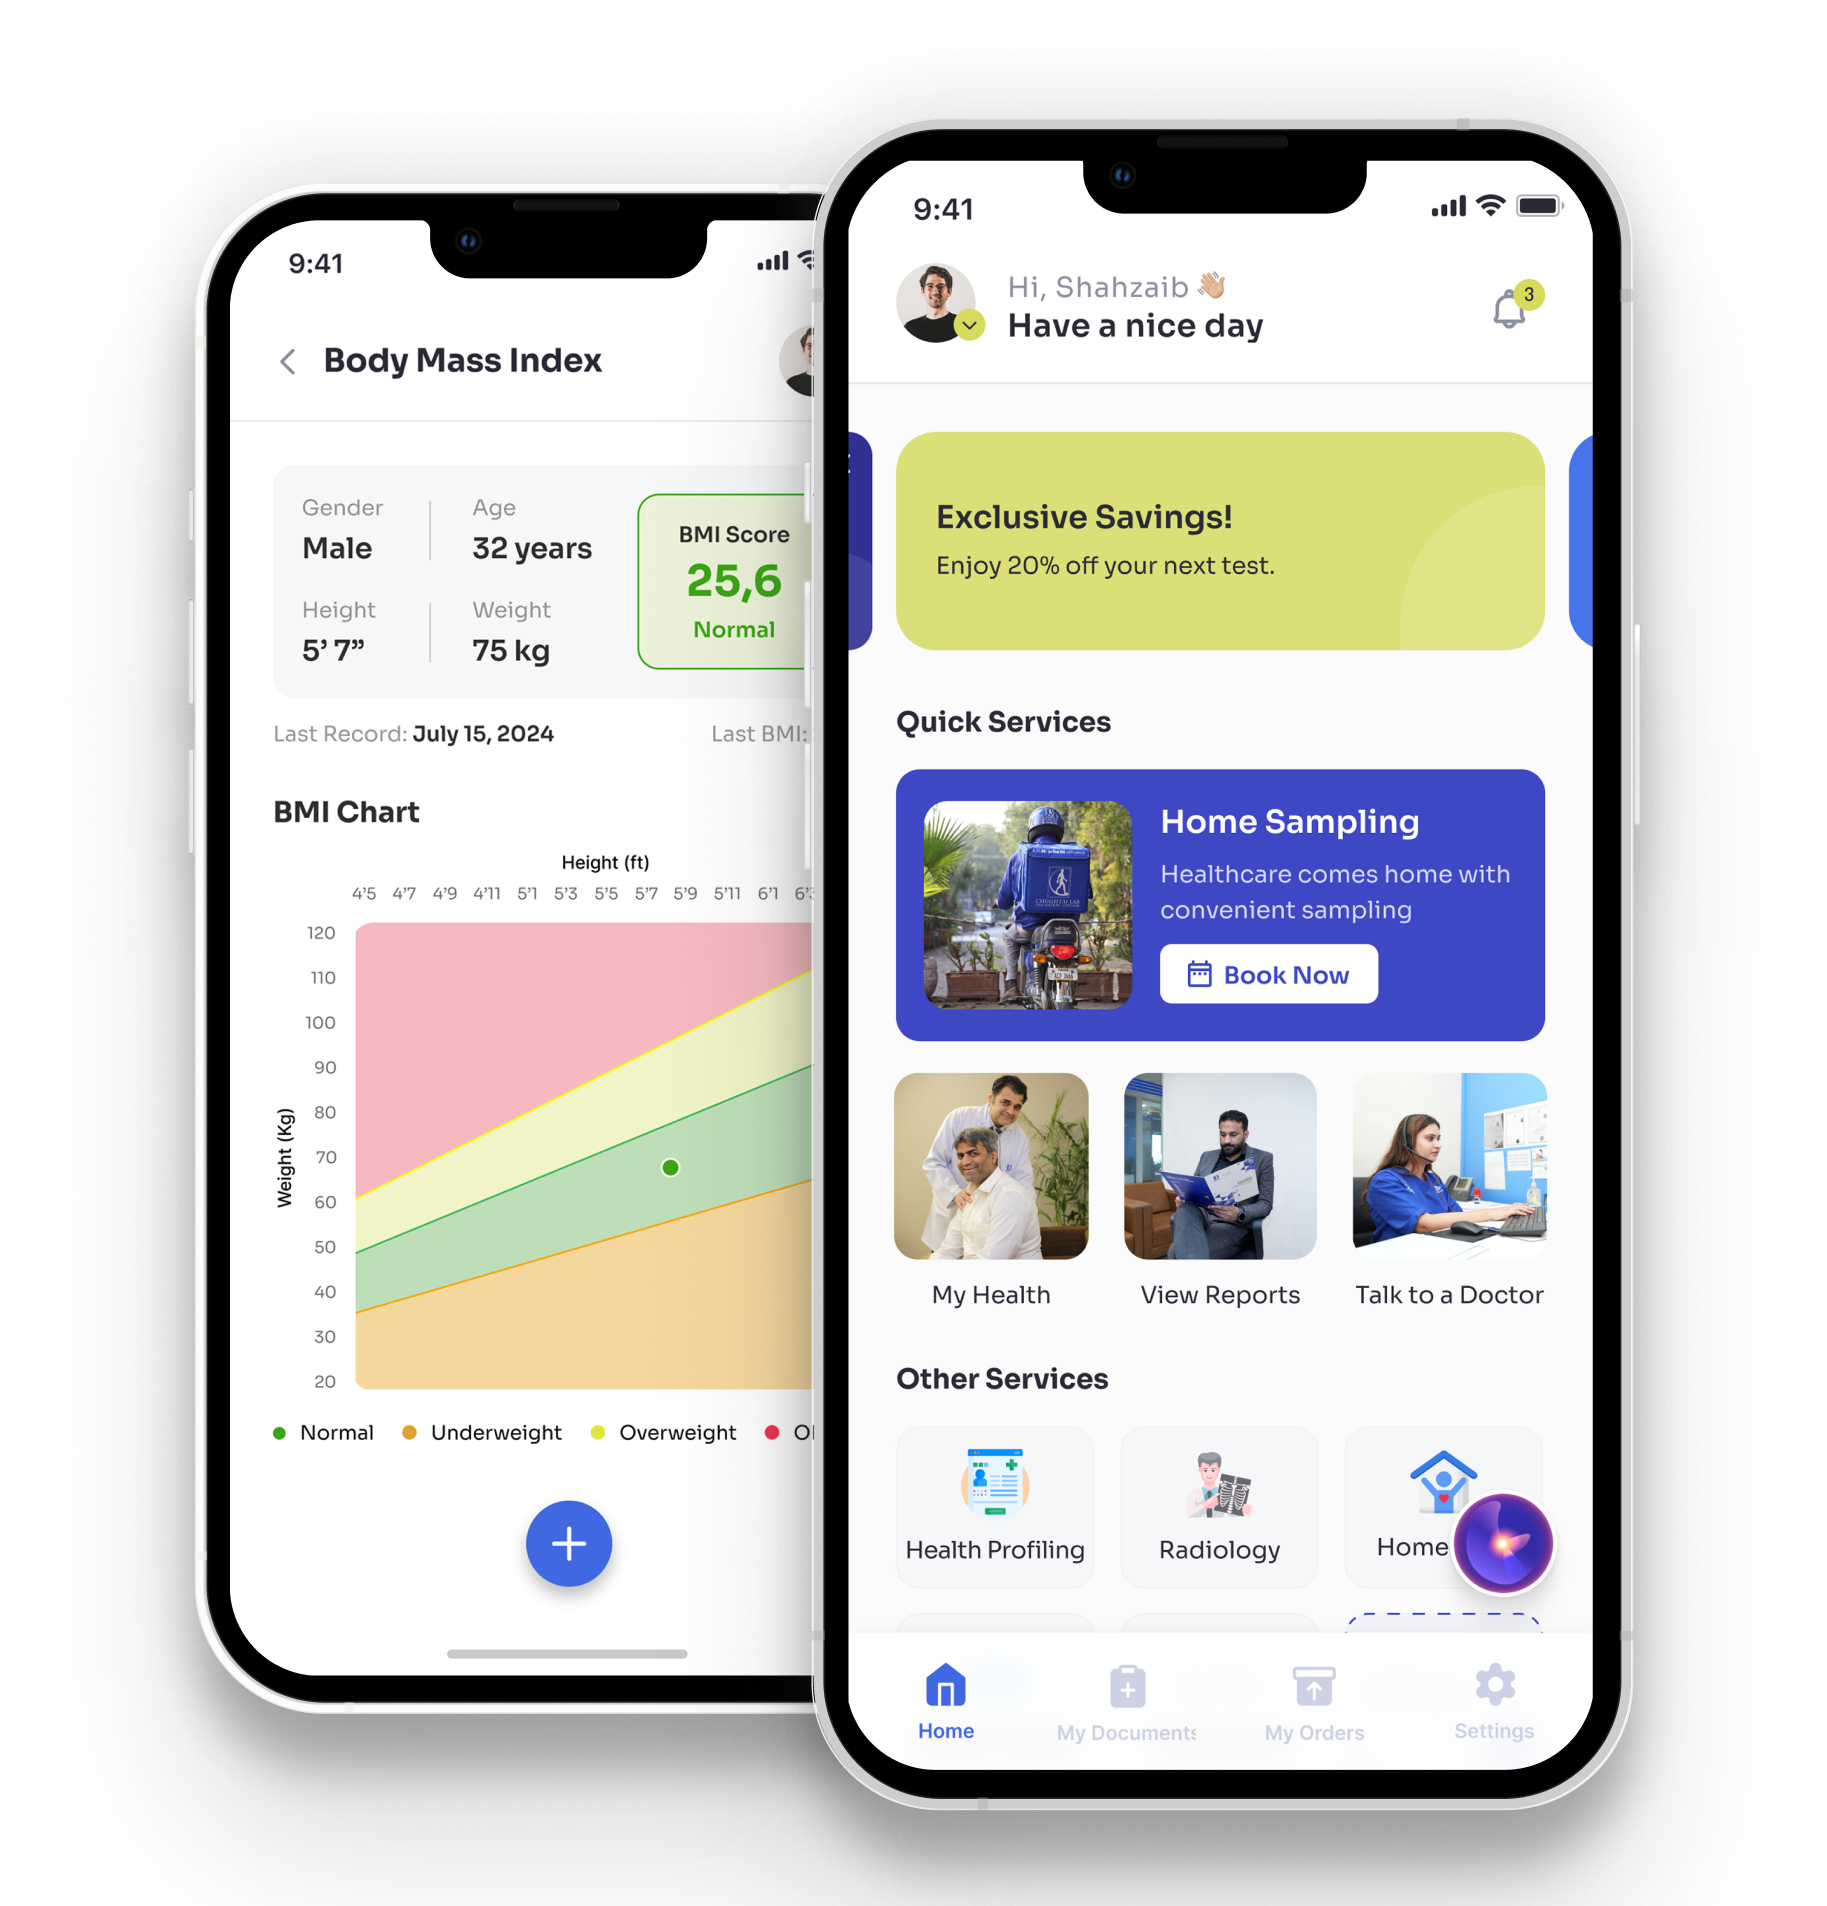 9:41
Body Mass Index
Gender
Age
Male
32 years
Height
Weight
5’ 7”
75 kg
BMI Score
25,6
Normal
Last Record: July 15, 2024
Last BMI:
BMI Chart
Height (ft)
4’5 4’7 4’9 4’11 5’1 5’3 5’5 5’7 5’9 5’11 6’1
Weight (Kg)
120
110
100
90
80
70
60
50
40
30
20
Normal Underweight Overweight
9:41
Hi, Shahzaib 👋🏼
Have a nice day
3
Exclusive Savings!
Enjoy 20% off your next test.
Quick Services
CHUGHTAI LAB
Home Sampling
Healthcare comes home with
convenient sampling
Book Now
My Health
View Reports
Talk to a Doctor
Other Services
Health Profiling
Radiology
Home
Home
My Documents
My Orders
Settings